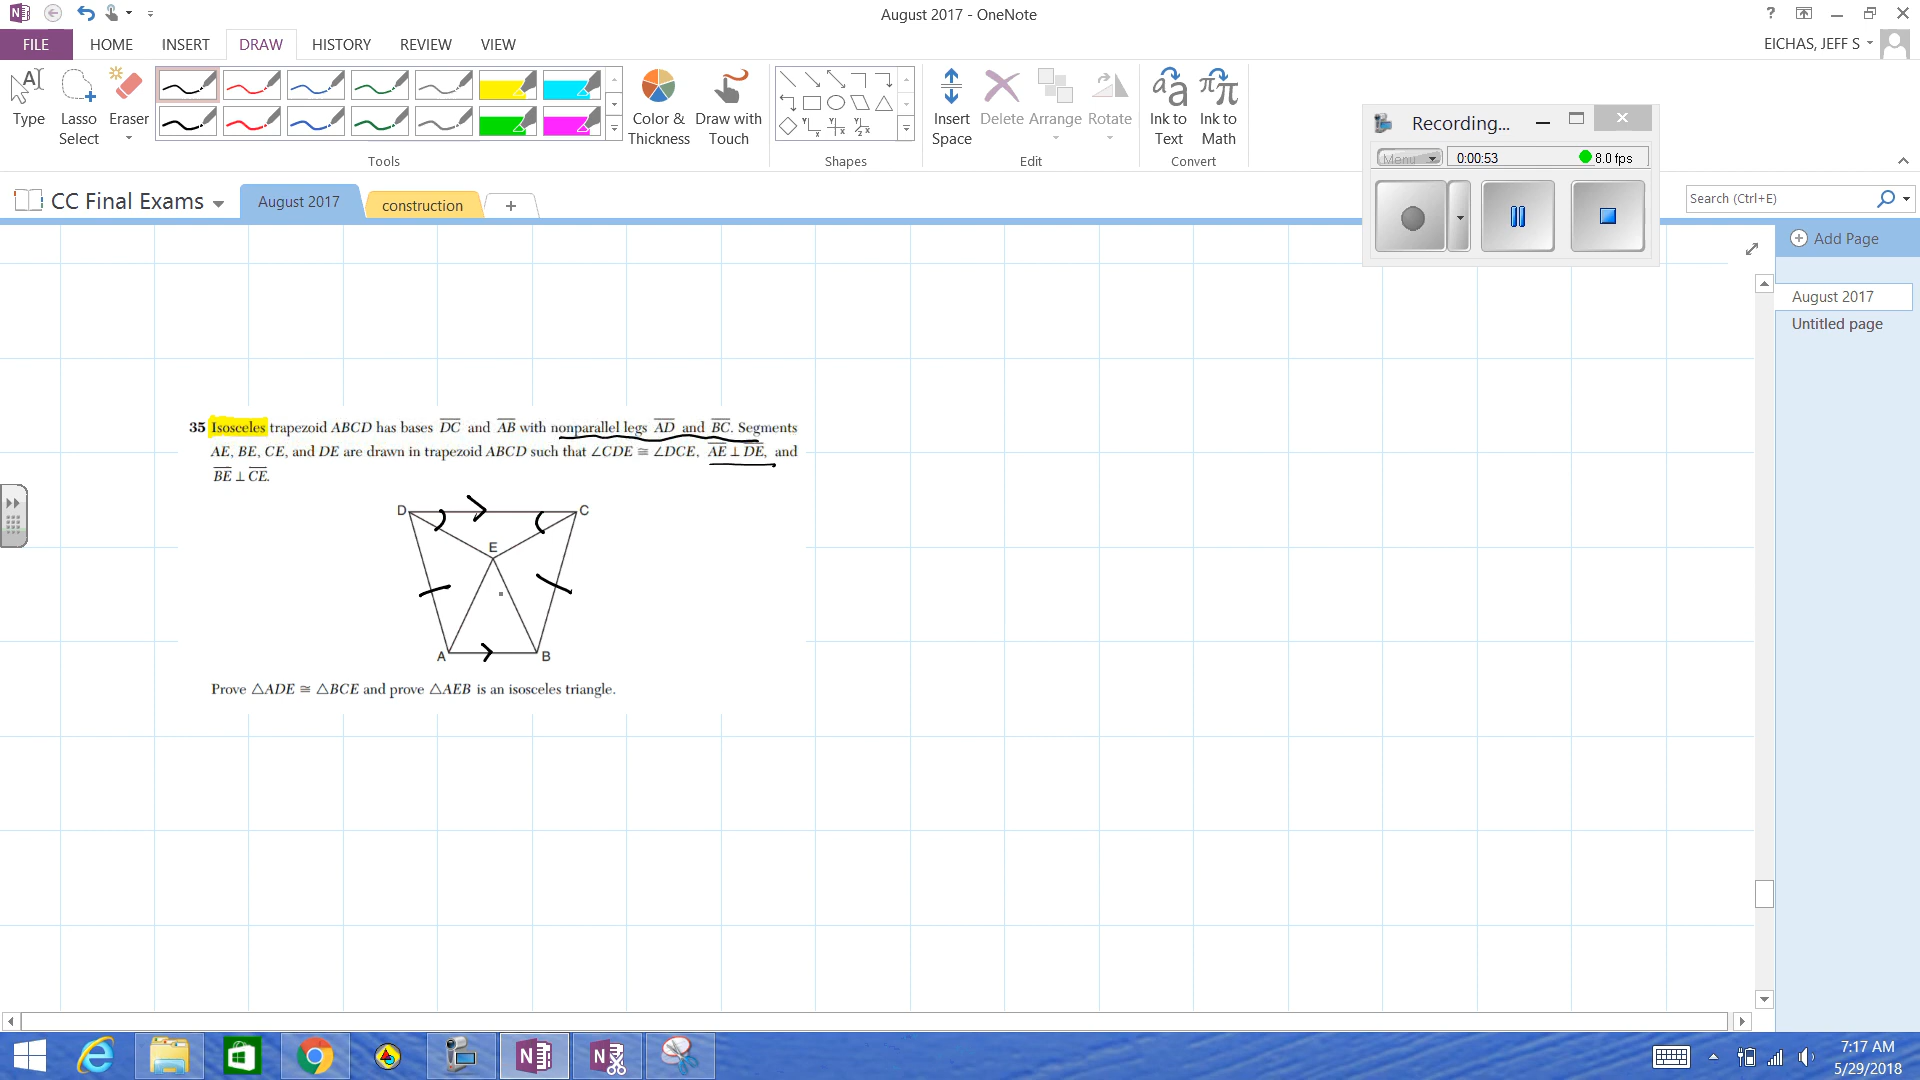 August 2017 - OneNote
?
FILE HOME INSERT DRAW HISTORY REVIEW VIEW
EICHAS, JEFF S
Type Lasso Select Eraser
Color & Thickness Draw with Touch
Insert Space Delete Arrange Rotate
Ink to Text Ink to Math
Tools Shapes Edit Convert
Recording...
Menu 0:00:53 8.0 fps
CC Final Exams August 2017 construction +
Search (Ctrl+E)
Add Page
August 2017
Untitled page
35 Isosceles trapezoid ABCD has bases DC and AB with nonparallel legs AD and BC. Segments
AE, BE, CE, and DE are drawn in trapezoid ABCD such that ∠CDE ≅ ∠DCE, AE ⊥ DE, and
BE ⊥ CE.
D C
E
A B
Prove △ADE ≅ △BCE and prove △AEB is an isosceles triangle.
7:17 AM
5/29/2018